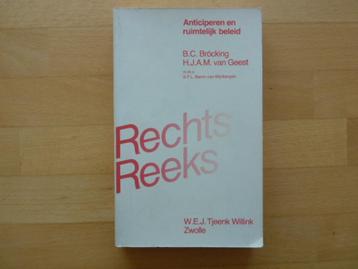 Anticiperen en
ruimtelijk beleid
B.C. Bröcking
H.J.A.M. van Geest
m.m.v.
Rechts
Reeks
W.E.J. Tjeenk Willink
Zwolle